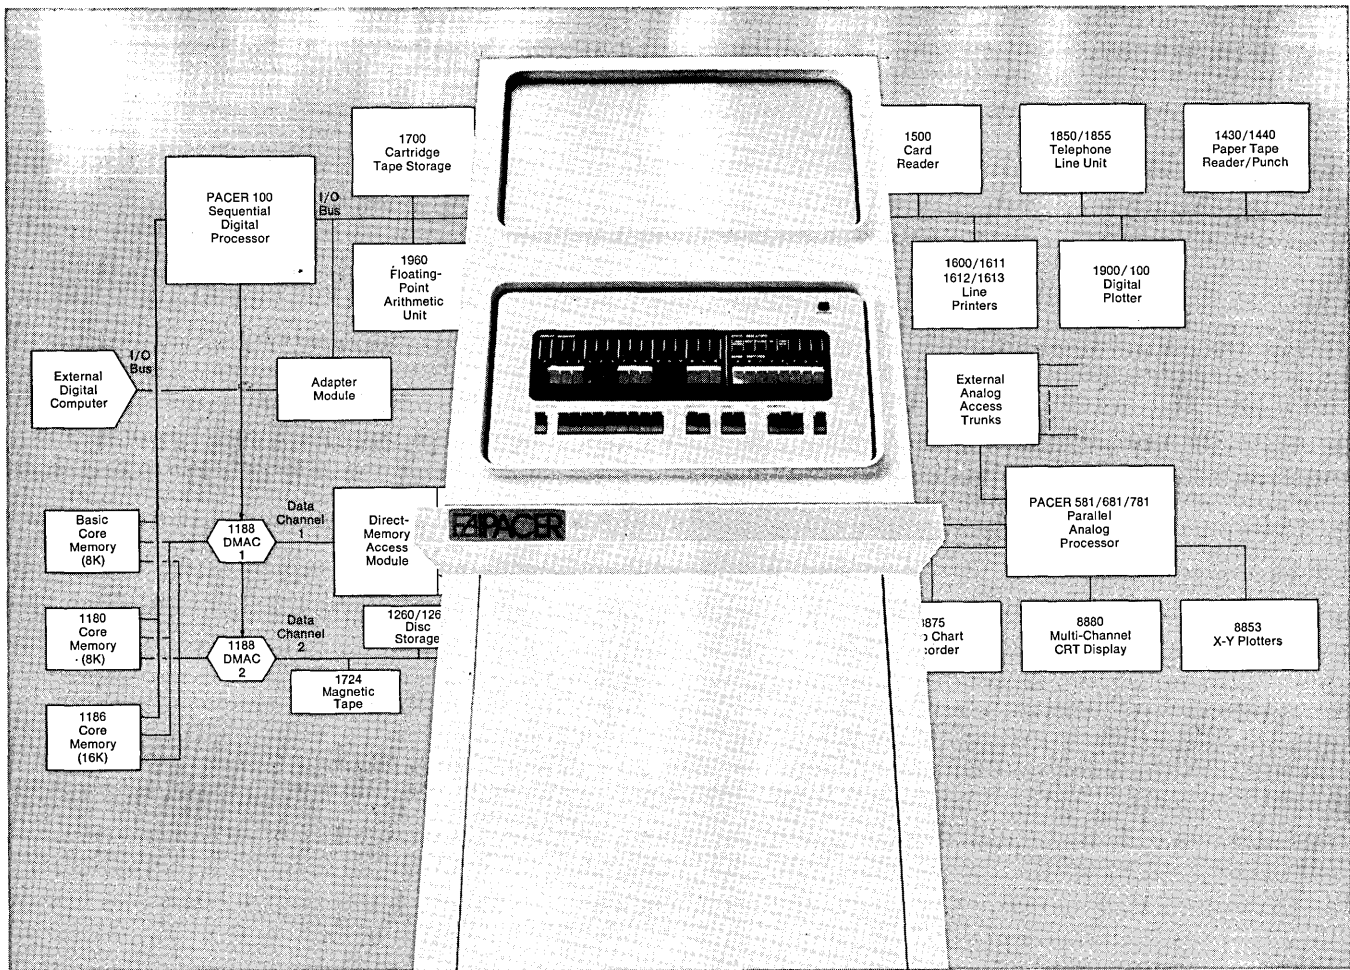 1700
Cartridge
Tape Storage
PACER 100
Sequential
Digital
Processor
I/O
Bus
1960
Floating-
Point
Arithmetic
Unit
I/O
Bus
External
Digital
Computer
Adapter
Module
Basic
Core
Memory
(8K)
1188
DMAC
1
Data
Channel
1
Direct-
Memory
Access
Module
1180
Core
Memory
(8K)
1188
DMAC
2
Data
Channel
2
1260/126
Disc
Storage
1724
Magnetic
Tape
1186
Core
Memory
(16K)
EAI PACER
1500
Card
Reader
1850/1855
Telephone
Line Unit
1430/1440
Paper Tape
Reader/Punch
1600/1611
1612/1613
Line
Printers
1900/100
Digital
Plotter
External
Analog
Access
Trunks
PACER 581/681/781
Parallel
Analog
Processor
875
Chart
order
8880
Multi-Channel
CRT Display
8853
X-Y Plotters